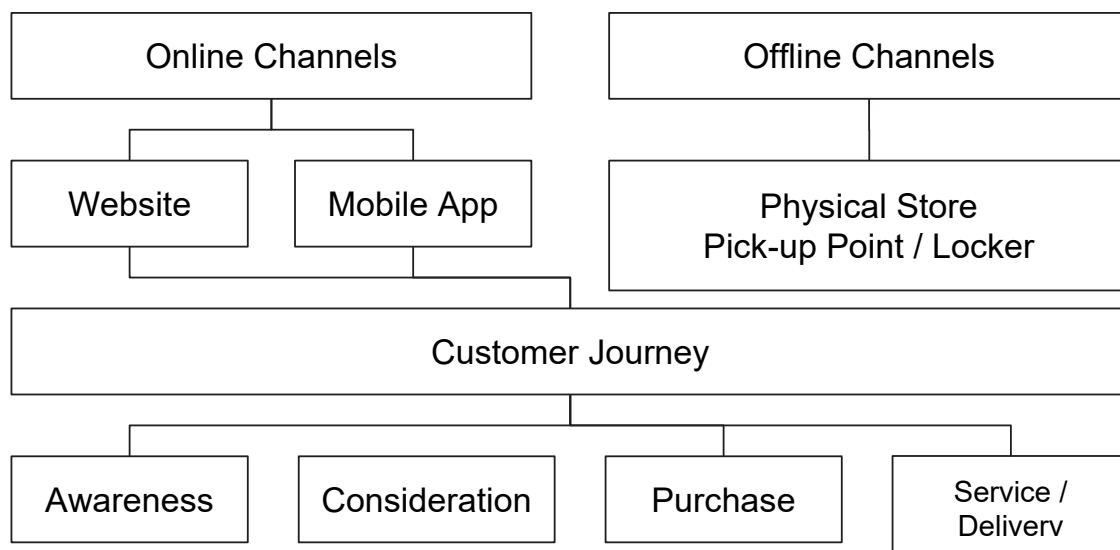 Online Channels
Offline Channels
Website
Mobile App
Physical Store
Pick-up Point / Locker
Customer Journey
Awareness
Consideration
Purchase
Service /
Delivery